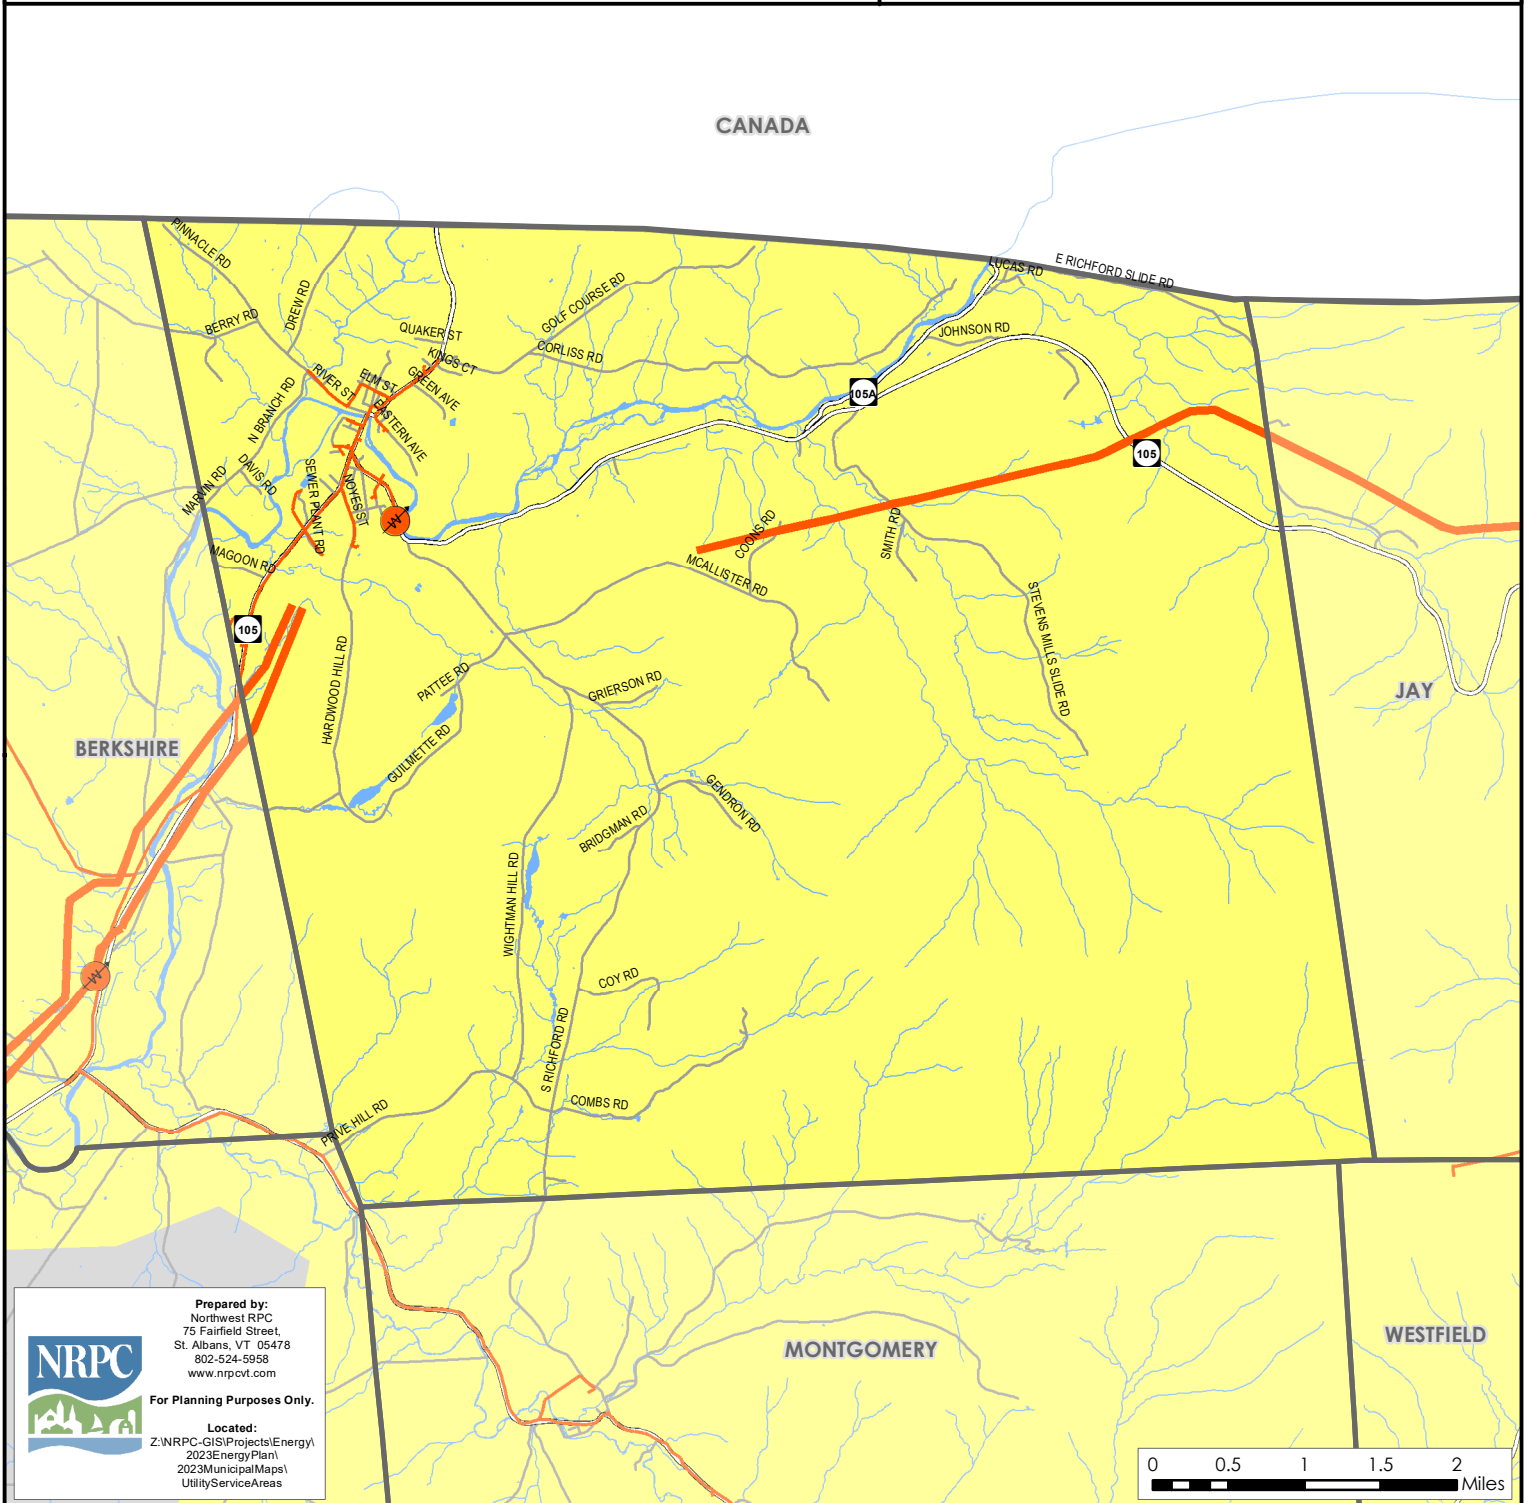 CANADA
PINNACLE RD
E RICHFORD SLIDE RD
LUCAS RD
DREW RD
GOLF COURSE RD
BERRY RD
QUAKER ST
JOHNSON RD
CORLISS RD
KINGS CT
RIVER ST
ELM ST
GREEN AVE
105A
N BRANCH RD
EASTERN AVE
105
DAVIS RD
MARVIN RD
SEWER PLANT RD
NOYES ST
W
COONS RD
SMITH RD
MAGOON RD
MCALLISTER RD
105
STEVENS MILLS SLIDE RD
HARDWOOD HILL RD
PATTEE RD
GRIERSON RD
JAY
BERKSHIRE
GUILMETTE RD
GENDRON RD
BRIDGMAN RD
WIGHTMAN HILL RD
W
COY RD
S RICHFORD RD
COMBS RD
PRIVE HILL RD
MONTGOMERY
WESTFIELD
NRPC
Prepared by:
Northwest RPC
75 Fairfield Street,
St. Albans, VT 05478
802-524-5958
www.nrpcvt.com
For Planning Purposes Only.
Located:
Z:\NRPC-GIS\Projects\Energy\
2023EnergyPlan\
2023MunicipalMaps\
UtilityServiceAreas
0 0.5 1 1.5 2
Miles